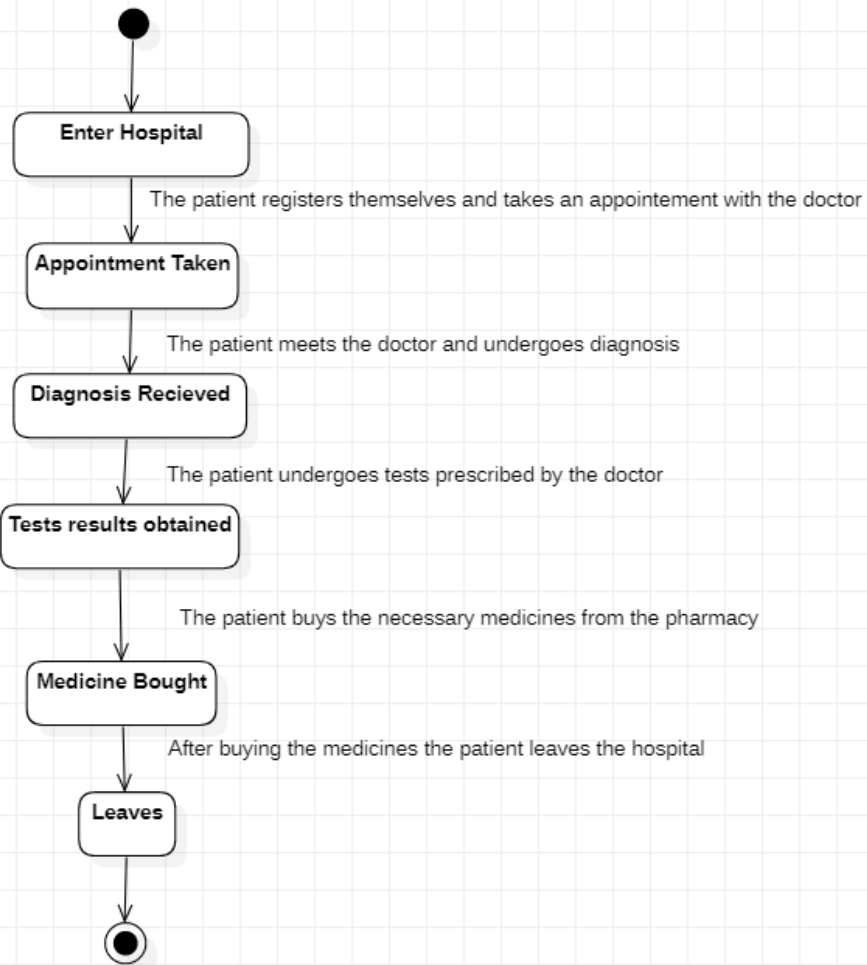 Enter Hospital
The patient registers themselves and takes an appointement with the doctor
Appointment Taken
The patient meets the doctor and undergoes diagnosis
Diagnosis Recieved
The patient undergoes tests prescribed by the doctor
Tests results obtained
The patient buys the necessary medicines from the pharmacy
Medicine Bought
After buying the medicines the patient leaves the hospital
Leaves